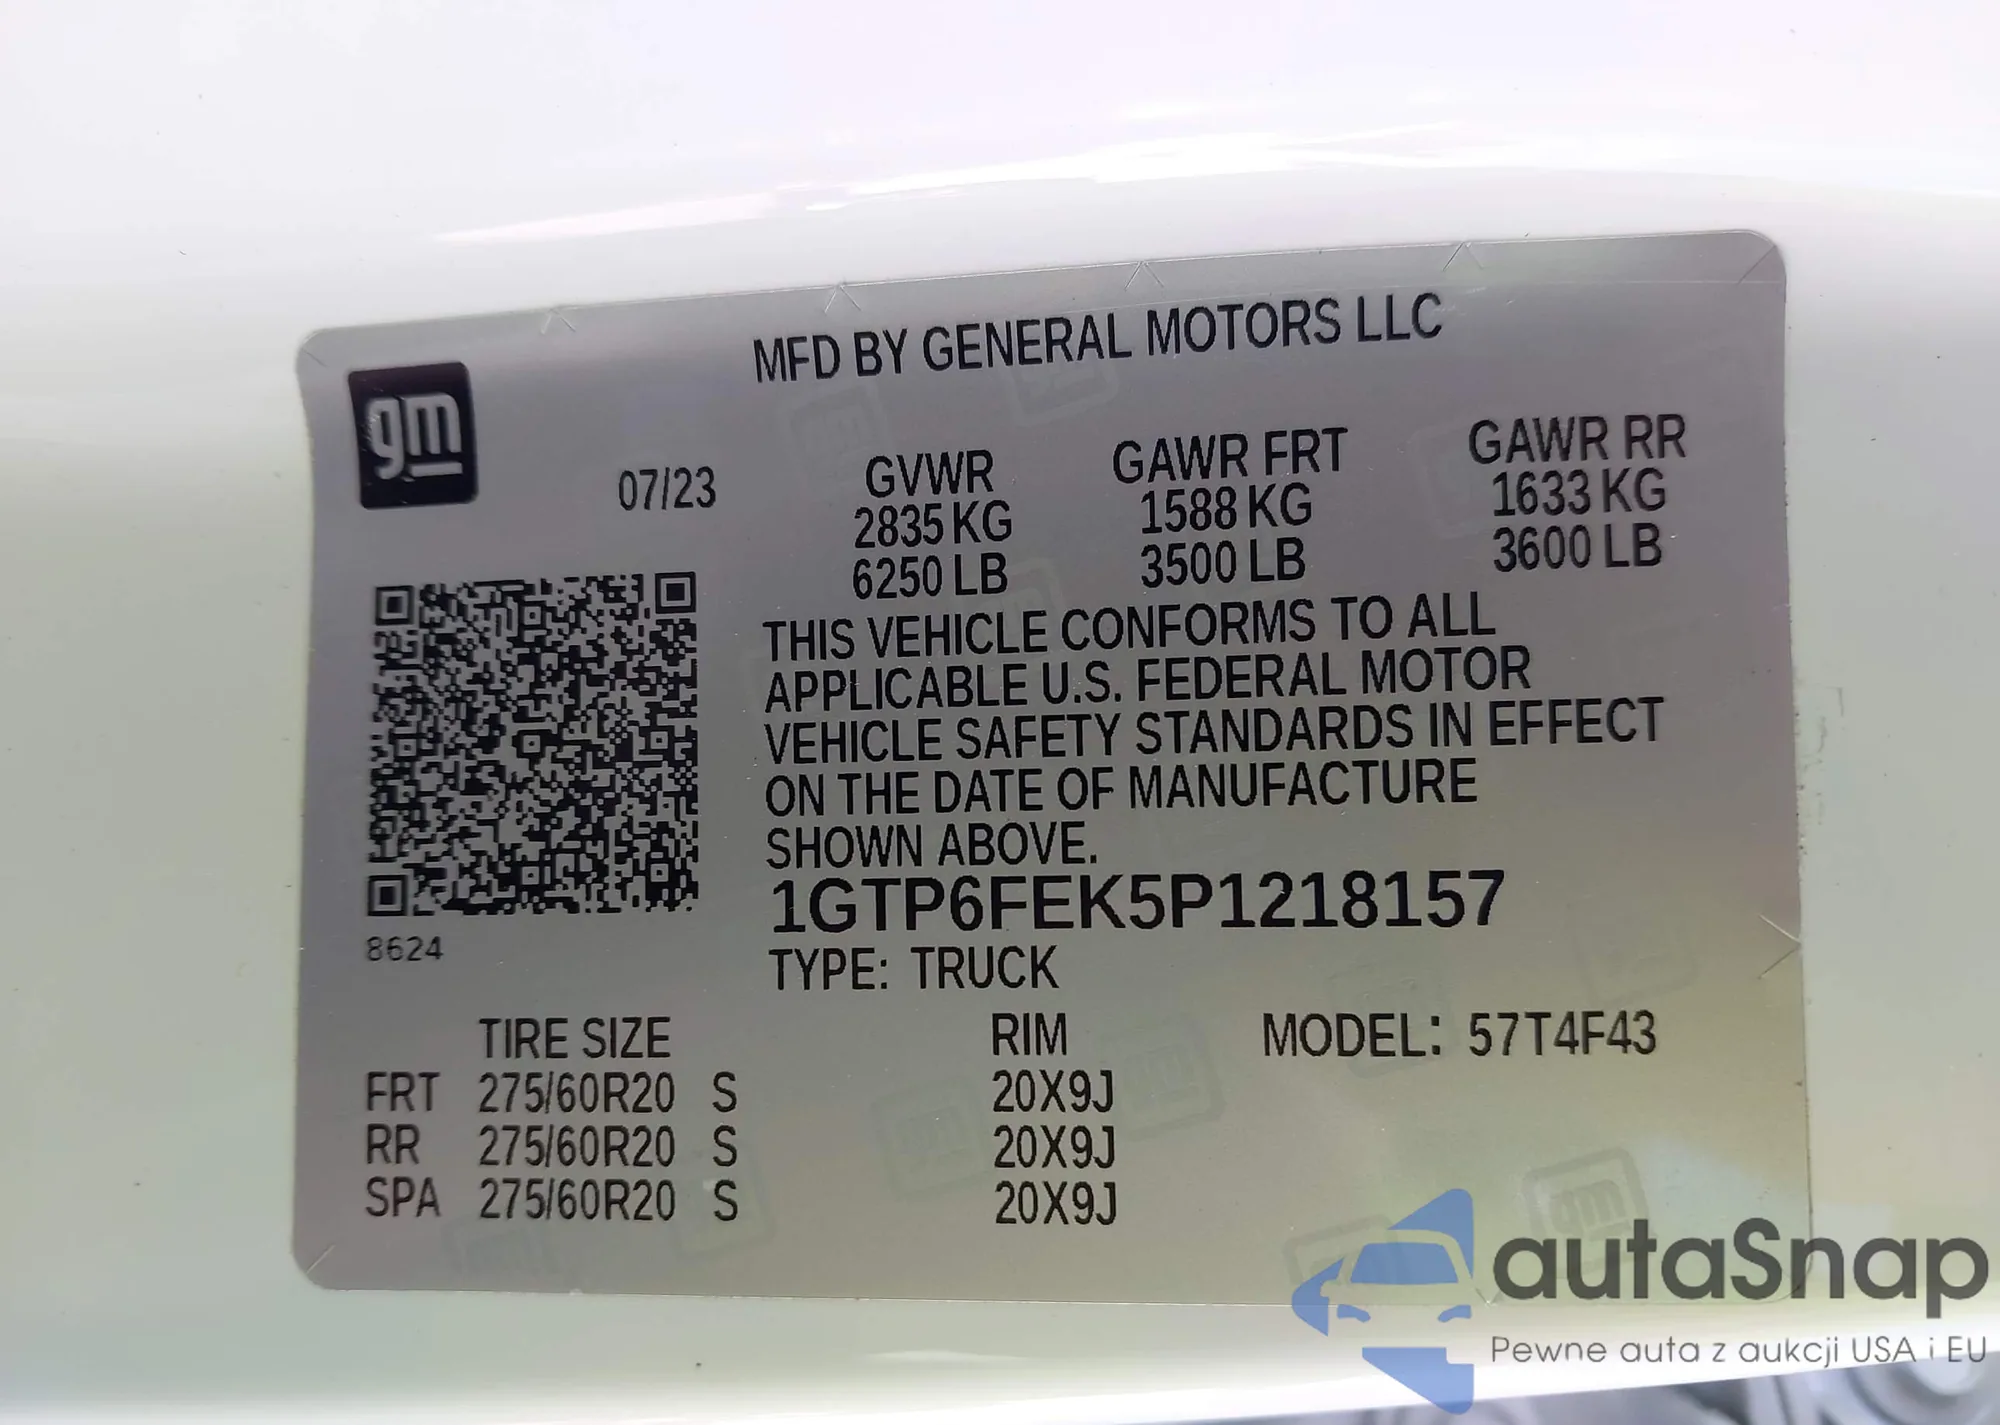 MFD BY GENERAL MOTORS LLC
gm
07/23
GVWR GAWR FRT GAWR RR
2835 KG 1588 KG 1633 KG
6250 LB 3500 LB 3600 LB
THIS VEHICLE CONFORMS TO ALL
APPLICABLE U.S. FEDERAL MOTOR
VEHICLE SAFETY STANDARDS IN EFFECT
ON THE DATE OF MANUFACTURE
SHOWN ABOVE.
1GTP6FEK5P1218157
8624
TYPE: TRUCK
TIRE SIZE RIM MODEL: 57T4F43
FRT 275/60R20 S 20X9J
RR 275/60R20 S 20X9J
SPA 275/60R20 S 20X9J
autaSnap
Pewne auta z aukcji USA i EU